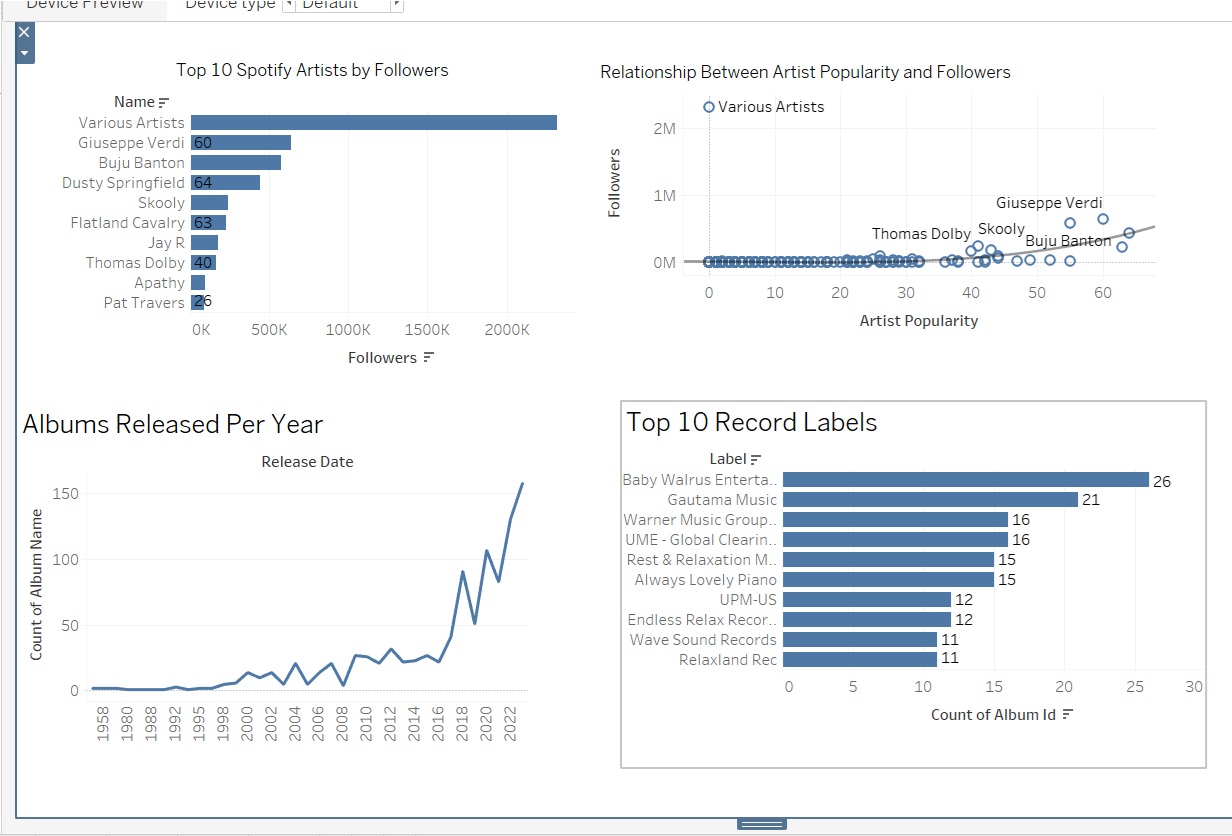 Device Preview Device type Default
Top 10 Spotify Artists by Followers
Name
Various Artists
Giuseppe Verdi 60
Buju Banton
Dusty Springfield 64
Skooly
Flatland Cavalry 63
Jay R
Thomas Dolby 40
Apathy
Pat Travers 26
0K 500K 1000K 1500K 2000K
Followers
Relationship Between Artist Popularity and Followers
Various Artists
2M
1M
0M
Followers
Giuseppe Verdi
Thomas Dolby Skooly
Buju Banton
0 10 20 30 40 50 60
Artist Popularity
Albums Released Per Year
Release Date
150
100
50
0
Count of Album Name
1958 1980 1988 1992 1995 1998 2000 2002 2004 2006 2008 2010 2012 2014 2016 2018 2020 2022
Top 10 Record Labels
Label
Baby Walrus Enterta.. 26
Gautama Music 21
Warner Music Group.. 16
UME - Global Clearin.. 16
Rest & Relaxation M.. 15
Always Lovely Piano 15
UPM-US 12
Endless Relax Recor.. 12
Wave Sound Records 11
Relaxland Rec 11
0 5 10 15 20 25 30
Count of Album Id